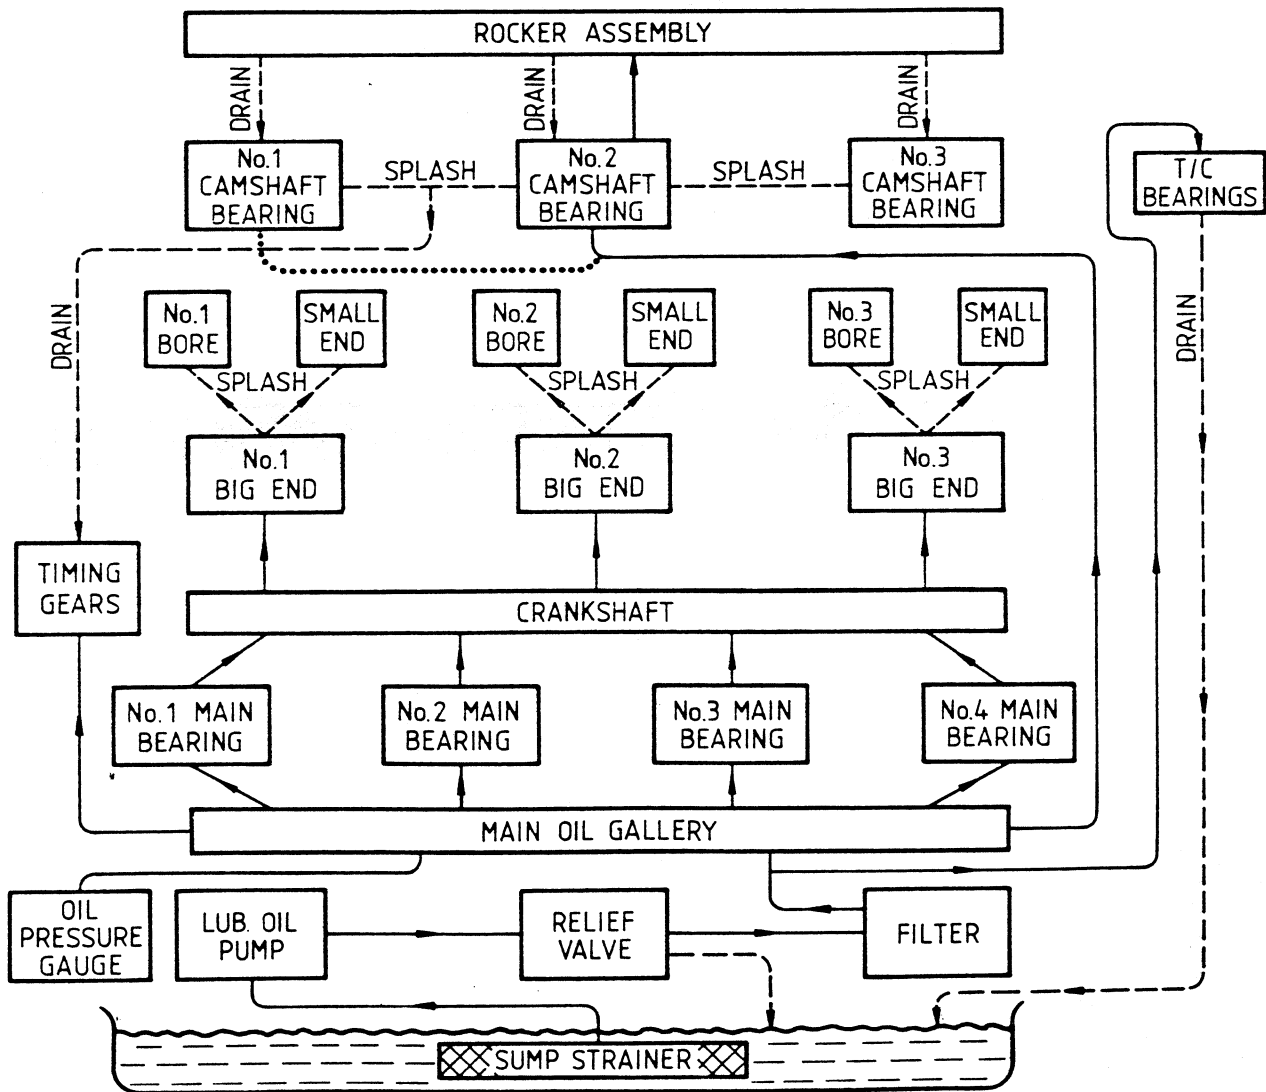 ROCKER ASSEMBLY
DRAIN
DRAIN
DRAIN
No.1
CAMSHAFT
BEARING
SPLASH
No.2
CAMSHAFT
BEARING
SPLASH
No.3
CAMSHAFT
BEARING
T/C
BEARINGS
DRAIN
No.1
BORE
SMALL
END
No.2
BORE
SMALL
END
No.3
BORE
SMALL
END
DRAIN
SPLASH
SPLASH
SPLASH
No.1
BIG END
No.2
BIG END
No.3
BIG END
TIMING
GEARS
CRANKSHAFT
No.1 MAIN
BEARING
No.2 MAIN
BEARING
No.3 MAIN
BEARING
No.4 MAIN
BEARING
MAIN OIL GALLERY
OIL
PRESSURE
GAUGE
LUB. OIL
PUMP
RELIEF
VALVE
FILTER
SUMP STRAINER